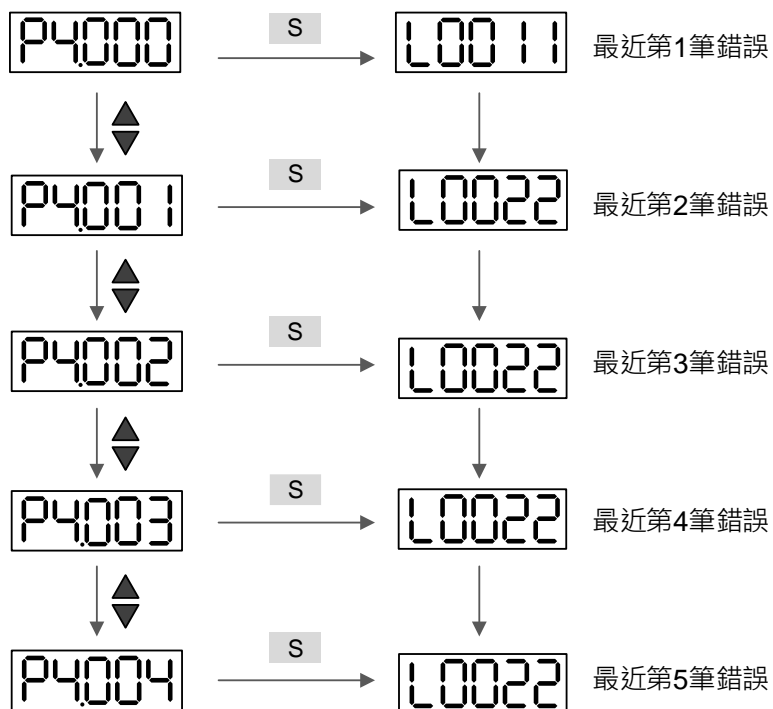 P4.000 S L0011 最近第1筆錯誤
P4.001 S L0022 最近第2筆錯誤
P4.002 S L0022 最近第3筆錯誤
P4.003 S L0022 最近第4筆錯誤
P4.004 S L0022 最近第5筆錯誤